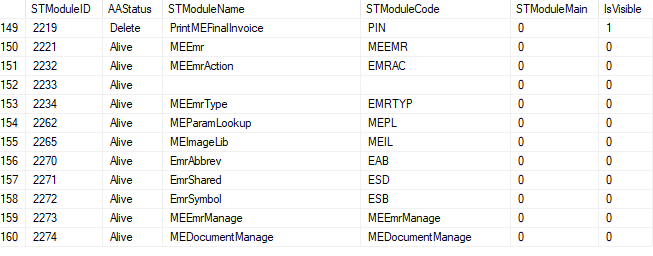 STModuleID AAStatus STModuleName STModuleCode STModuleMain IsVisible
149 2219 Delete PrintMEFinalInvoice PIN 0 1
150 2221 Alive MEEmr MEEMR 0 0
151 2232 Alive MEEmrAction EMRAC 0 0
152 2233 Alive 0 0
153 2234 Alive MEEmrType EMRTYP 0 0
154 2262 Alive MEParamLookup MEPL 0 0
155 2265 Alive MEImageLib MEIL 0 0
156 2270 Alive EmrAbbrev EAB 0 0
157 2271 Alive EmrShared ESD 0 0
158 2272 Alive EmrSymbol ESB 0 0
159 2273 Alive MEEmrManage MEEmrManage 0 0
160 2274 Alive MEDocumentManage MEDocumentManage 0 0